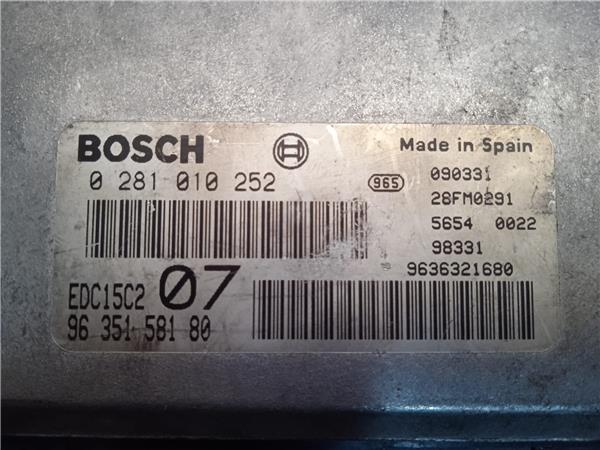 BOSCH
Made in Spain
0 281 010 252
965
090331
28FM0291
5654 0022
98331
9636321680
EDC15C2 07
96 351 581 80